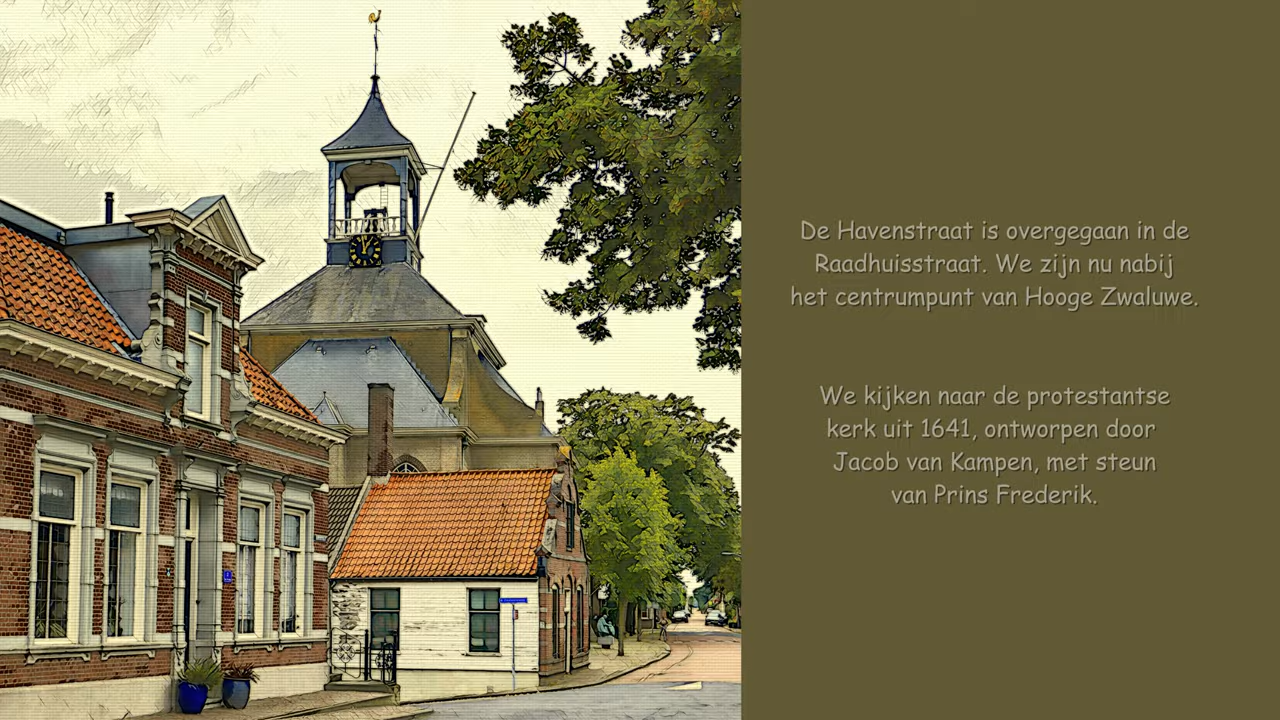 De Havenstraat is overgegaan in de
Raadhuisstraat. We zijn nu nabij
het centrumpunt van Hooge Zwaluwe.
We kijken naar de protestantse
kerk uit 1641, ontworpen door
Jacob van Kampen, met steun
van Prins Frederik.